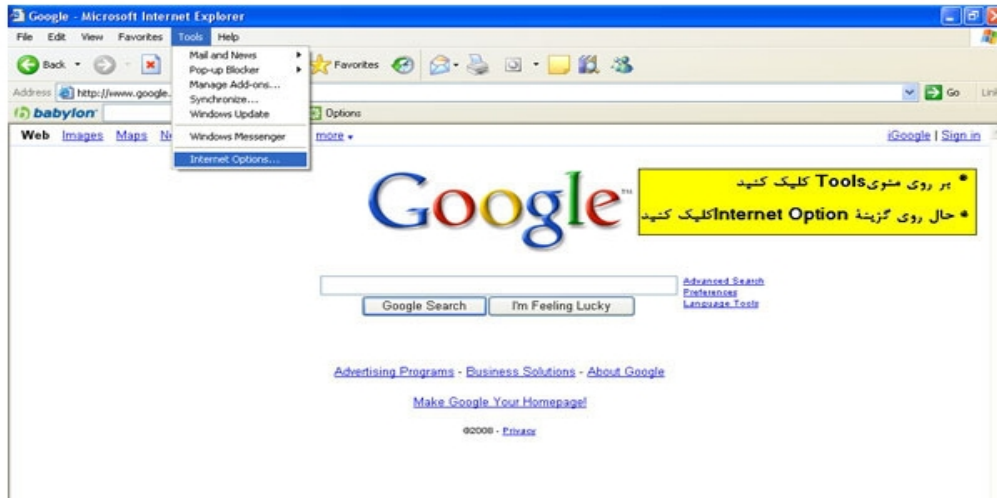 Google - Microsoft Internet Explorer
File Edit View Favorites Tools Help
Mail and News
Pop-up Blocker
Manage Add-ons...
Synchronize...
Windows Update
Windows Messenger
Internet Options...
Back Favorites
Address http://www.google. Go
babylon Options
Web Images Maps more iGoogle | Sign in
Google™
• بر روی منوی Tools کلیک کنید
• حال روی گزینهٔ Internet Option کلیک کنید
Advanced Search
Preferences
Language Tools
Google Search I'm Feeling Lucky
Advertising Programs - Business Solutions - About Google
Make Google Your Homepage!
©2008 - Privacy